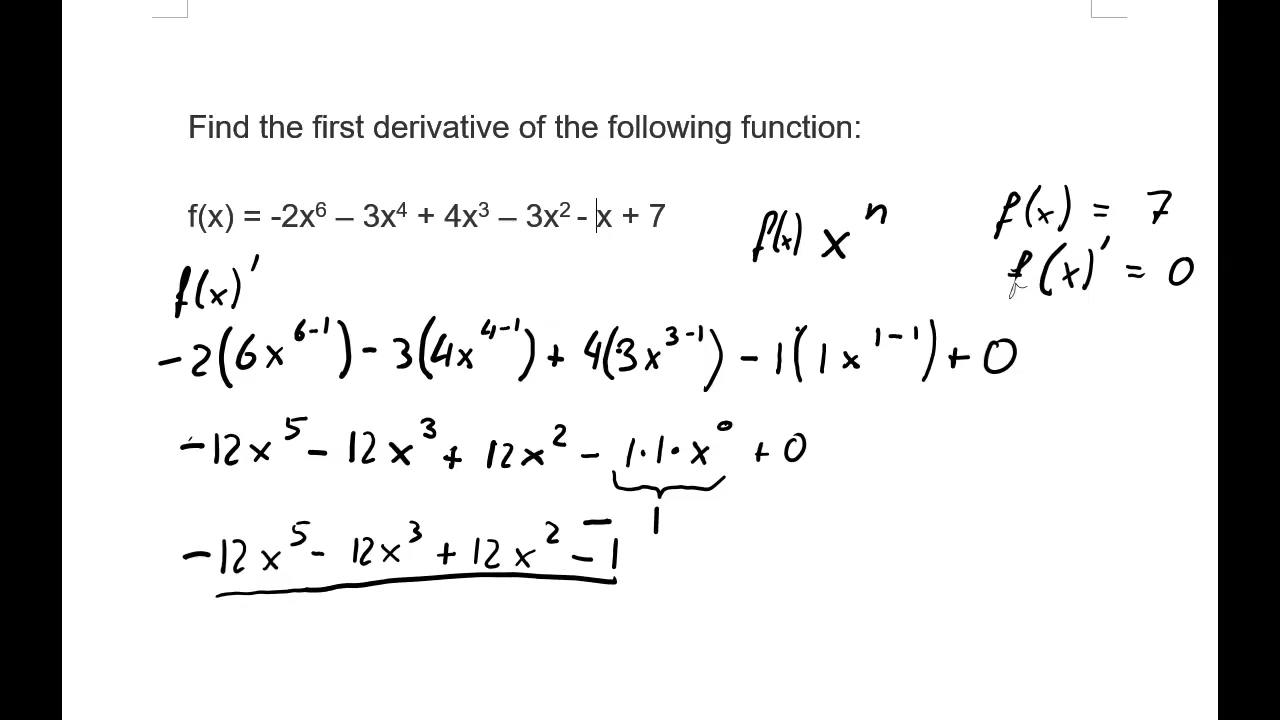 Find the first derivative of the following function:
f(x) = -2x⁶ – 3x⁴ + 4x³ – 3x² - x + 7
f(x) xⁿ
f(x) = 7
f(x)' = 0
f(x)'
-2(6x⁶⁻¹) - 3(4x⁴⁻¹) + 4(3x³⁻¹) - 1(1x¹⁻¹) + 0
-12x⁵ - 12x³ + 12x² - 1·1·x⁰ + 0
- 1
-12x⁵ - 12x³ + 12x² - 1